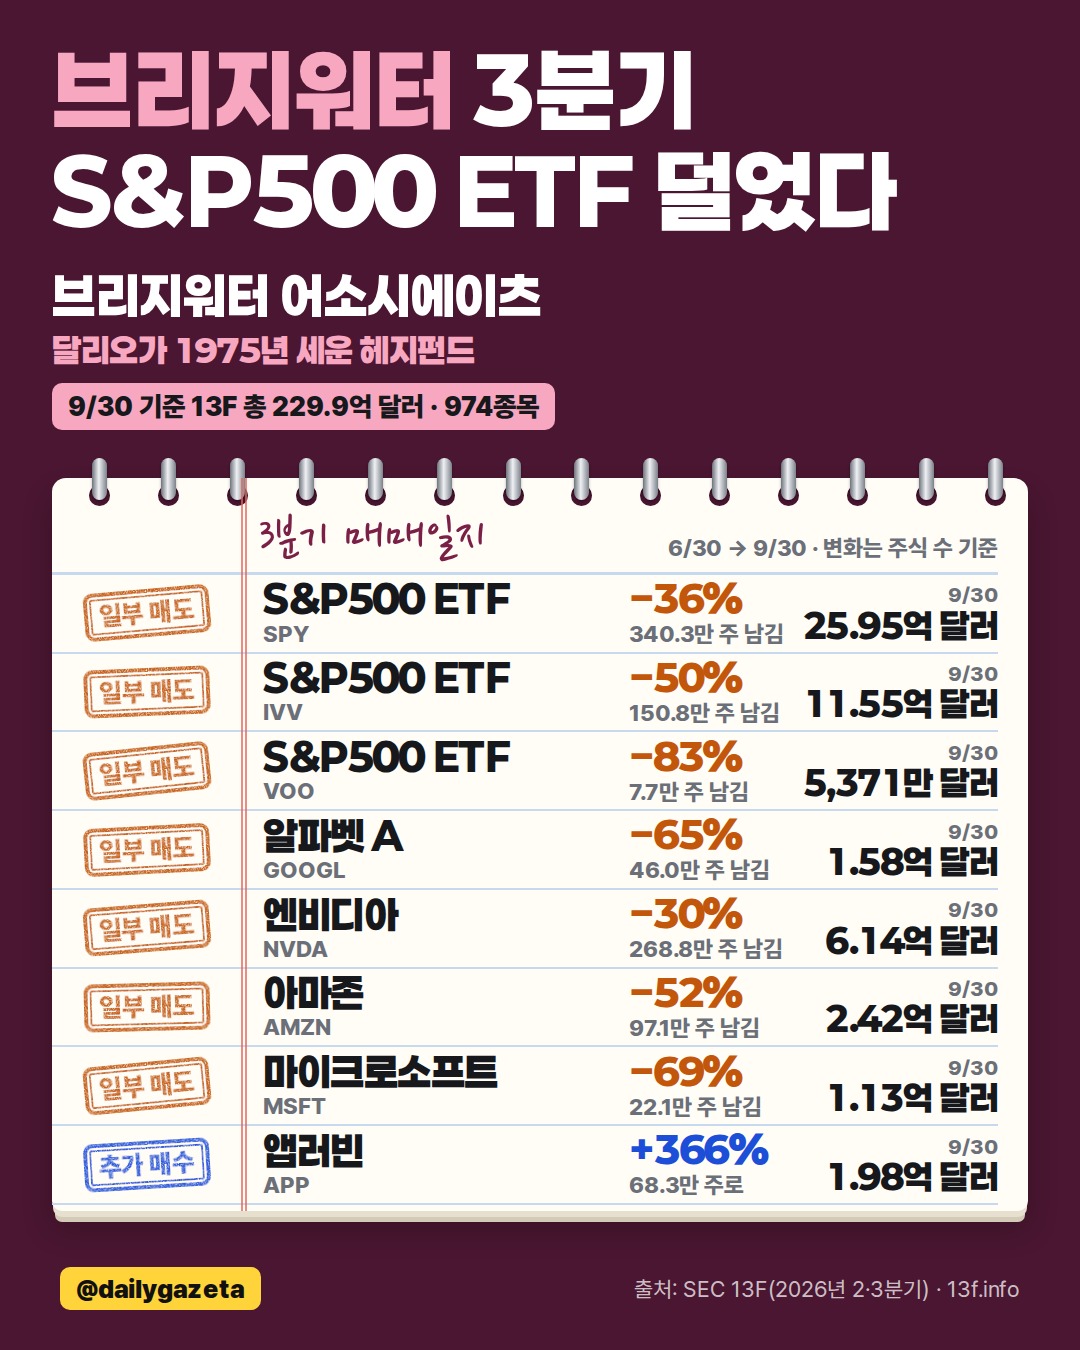 브리지워터 3분기
S&P500 ETF 덜었다
브리지워터 어소시에이츠
달리오가 1975년 세운 헤지펀드
9/30 기준 13F 총 229.9억 달러 · 974종목
3분기 매매일지
6/30 → 9/30 · 변화는 주식 수 기준
일부 매도
S&P500 ETF
SPY
−36%
340.3만 주 남김
9/30
25.95억 달러
일부 매도
S&P500 ETF
IVV
−50%
150.8만 주 남김
9/30
11.55억 달러
일부 매도
S&P500 ETF
VOO
−83%
7.7만 주 남김
9/30
5,371만 달러
일부 매도
알파벳 A
GOOGL
−65%
46.0만 주 남김
9/30
1.58억 달러
일부 매도
엔비디아
NVDA
−30%
268.8만 주 남김
9/30
6.14억 달러
일부 매도
아마존
AMZN
−52%
97.1만 주 남김
9/30
2.42억 달러
일부 매도
마이크로소프트
MSFT
−69%
22.1만 주 남김
9/30
1.13억 달러
추가 매수
앱러빈
APP
+366%
68.3만 주로
9/30
1.98억 달러
@dailygazeta
출처: SEC 13F(2026년 2·3분기) · 13f.info